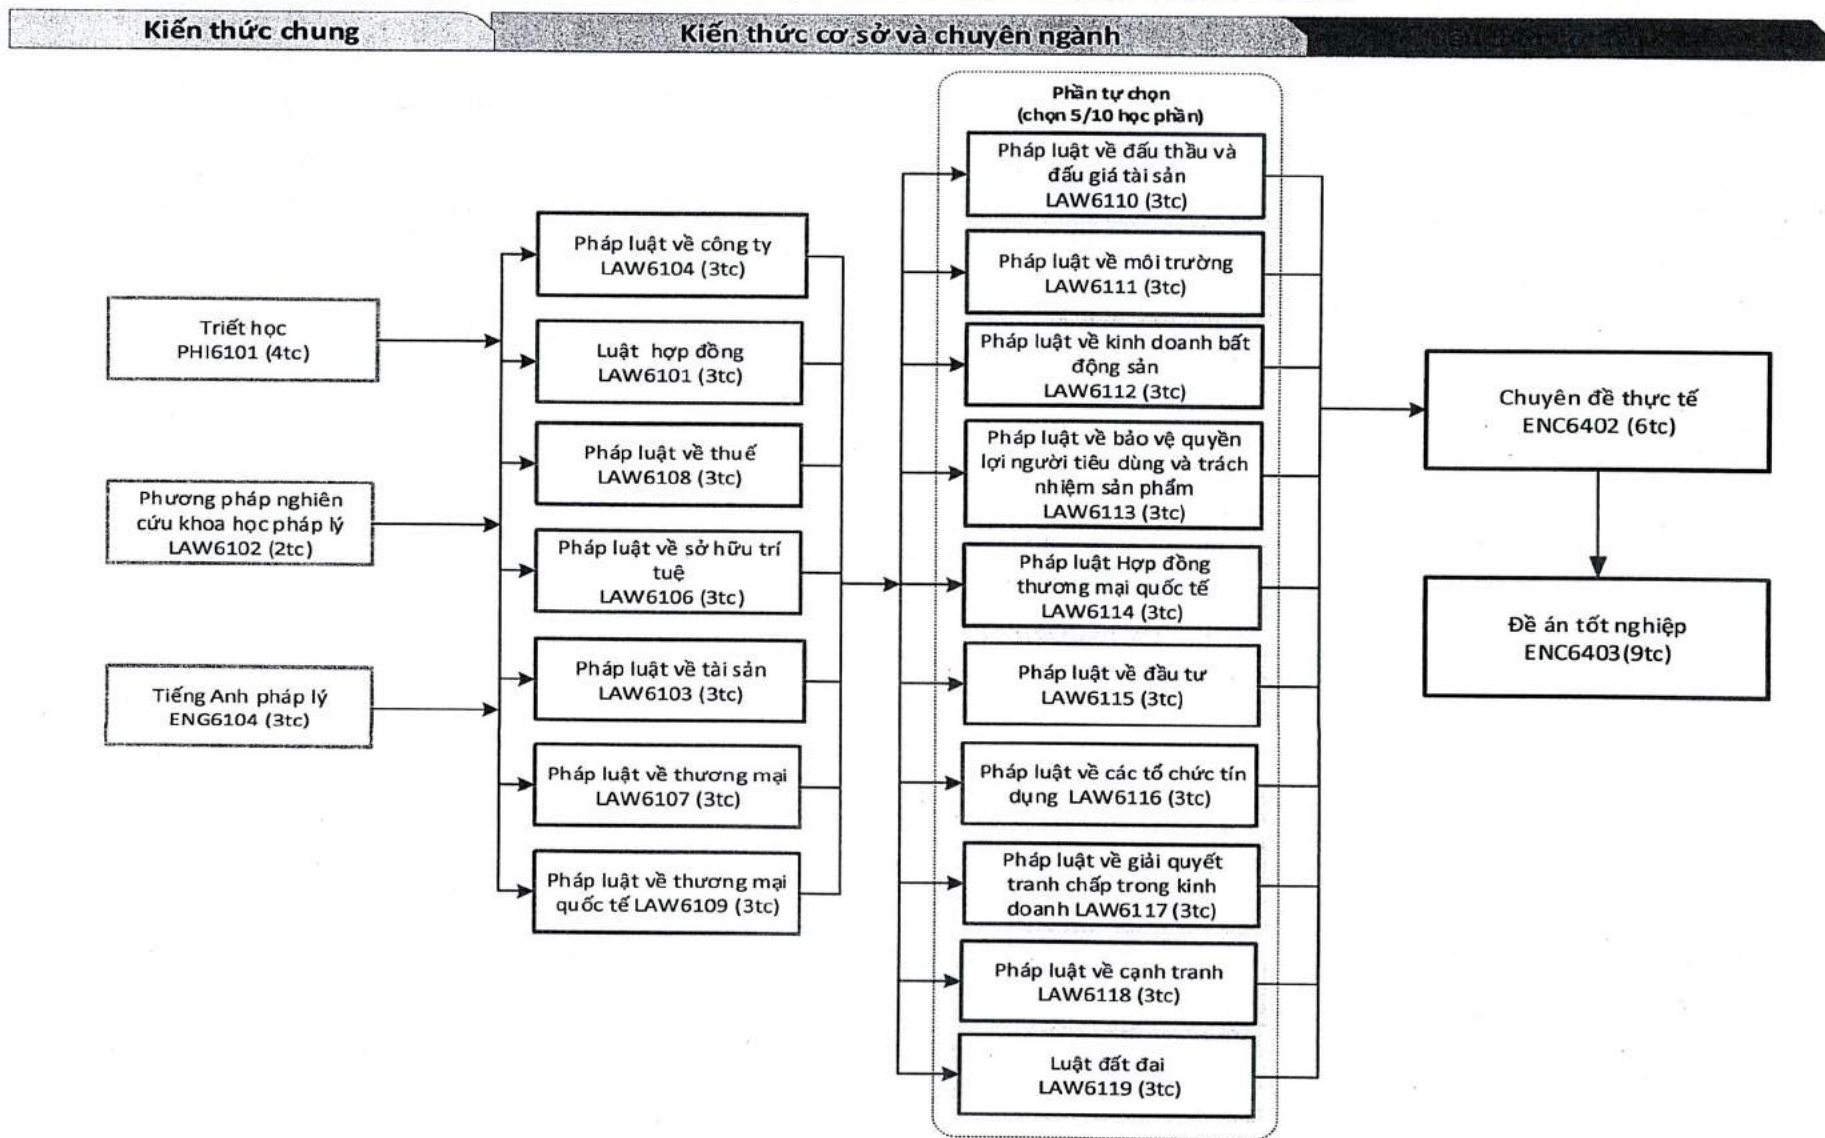 Kiến thức chung
Kiến thức cơ sở và chuyên ngành
Triết học
PHI6101 (4tc)
Phương pháp nghiên
cứu khoa học pháp lý
LAW6102 (2tc)
Tiếng Anh pháp lý
ENG6104 (3tc)
Pháp luật về công ty
LAW6104 (3tc)
Luật hợp đồng
LAW6101 (3tc)
Pháp luật về thuế
LAW6108 (3tc)
Pháp luật về sở hữu trí
tuệ
LAW6106 (3tc)
Pháp luật về tài sản
LAW6103 (3tc)
Pháp luật về thương mại
LAW6107 (3tc)
Pháp luật về thương mại
quốc tế LAW6109 (3tc)
Phần tự chọn
(chọn 5/10 học phần)
Pháp luật về đấu thầu và
đấu giá tài sản
LAW6110 (3tc)
Pháp luật về môi trường
LAW6111 (3tc)
Pháp luật về kinh doanh bất
động sản
LAW6112 (3tc)
Pháp luật về bảo vệ quyền
lợi người tiêu dùng và trách
nhiệm sản phẩm
LAW6113 (3tc)
Pháp luật Hợp đồng
thương mại quốc tế
LAW6114 (3tc)
Pháp luật về đầu tư
LAW6115 (3tc)
Pháp luật về các tổ chức tín
dụng LAW6116 (3tc)
Pháp luật về giải quyết
tranh chấp trong kinh
doanh LAW6117 (3tc)
Pháp luật về cạnh tranh
LAW6118 (3tc)
Luật đất đai
LAW6119 (3tc)
Chuyên đề thực tế
ENC6402 (6tc)
Đề án tốt nghiệp
ENC6403(9tc)